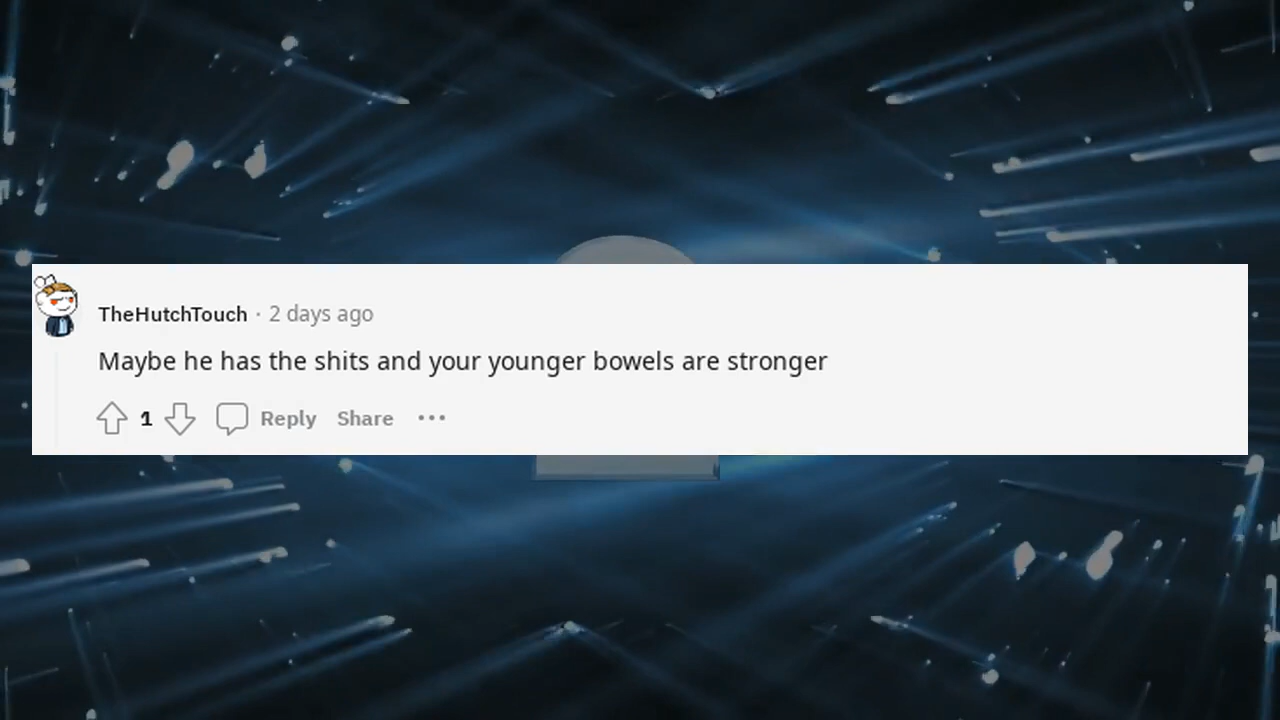 TheHutchTouch · 2 days ago
Maybe he has the shits and your younger bowels are stronger
1 Reply Share ···